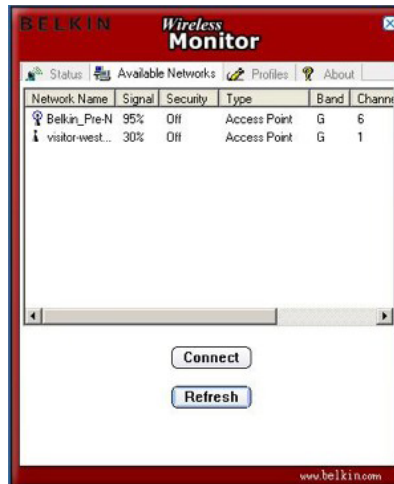 BELKIN Wireless
Monitor
Status Available Networks Profiles About
Network Name Signal Security Type Band Channe
Belkin_Pre-N 95% Off Access Point G 6
visitor-west... 30% Off Access Point G 1
Connect
Refresh
www.belkin.com